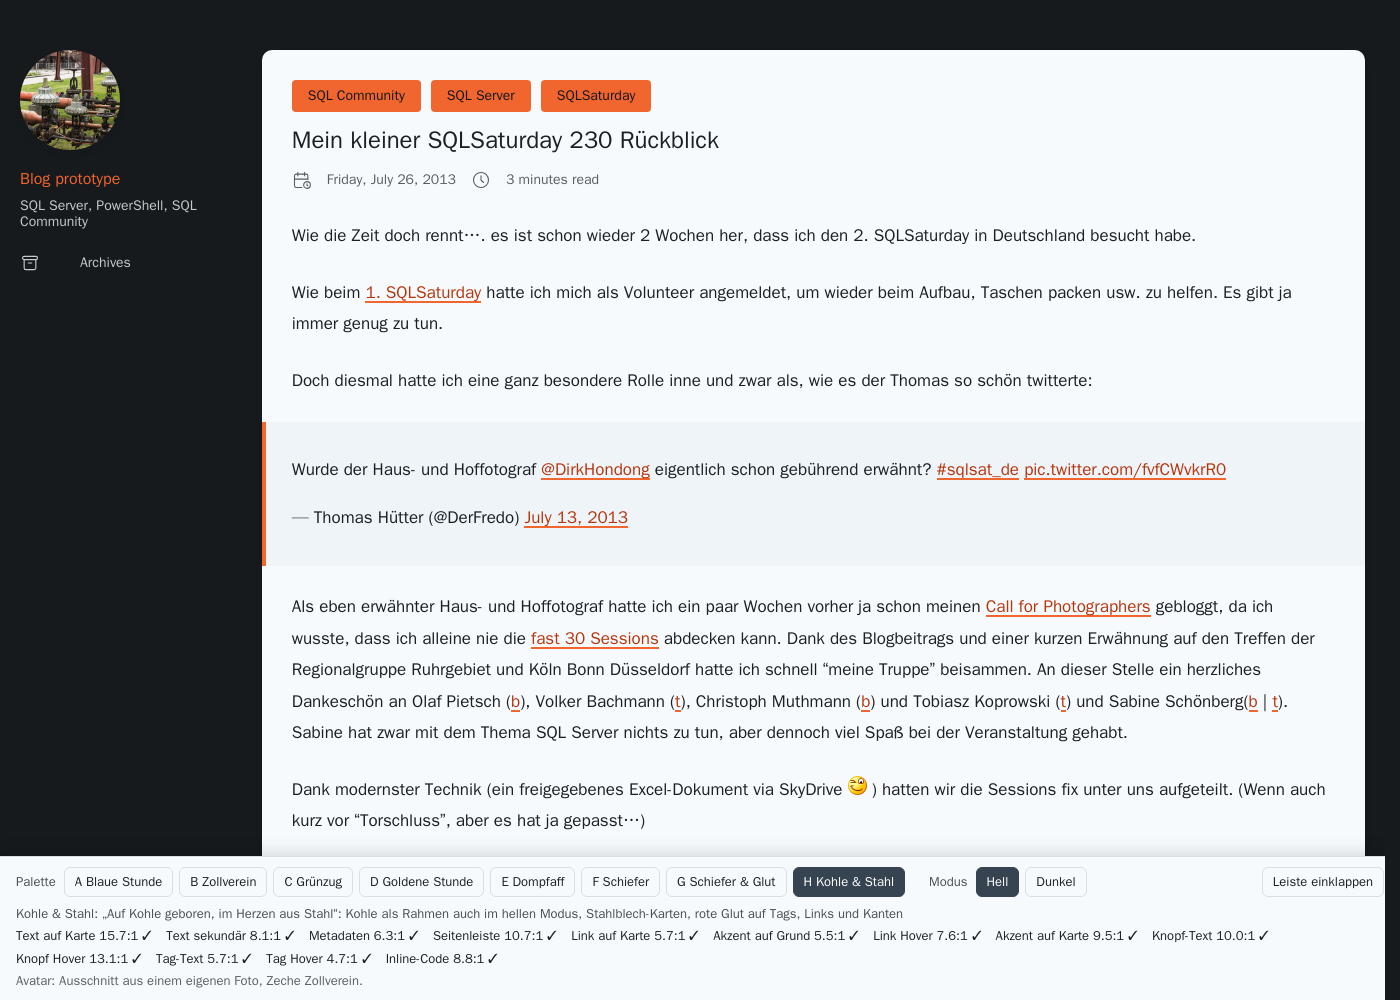 Blog prototype
SQL Server, PowerShell, SQL
Community
Archives
SQL Community SQL Server SQLSaturday
Mein kleiner SQLSaturday 230 Rückblick
Friday, July 26, 2013 3 minutes read
Wie die Zeit doch rennt…. es ist schon wieder 2 Wochen her, dass ich den 2. SQLSaturday in Deutschland besucht habe.
Wie beim 1. SQLSaturday hatte ich mich als Volunteer angemeldet, um wieder beim Aufbau, Taschen packen usw. zu helfen. Es gibt ja
immer genug zu tun.
Doch diesmal hatte ich eine ganz besondere Rolle inne und zwar als, wie es der Thomas so schön twitterte:
Wurde der Haus- und Hoffotograf @DirkHondong eigentlich schon gebührend erwähnt? #sqlsat_de pic.twitter.com/fvfCWvkrR0
— Thomas Hütter (@DerFredo) July 13, 2013
Als eben erwähnter Haus- und Hoffotograf hatte ich ein paar Wochen vorher ja schon meinen Call for Photographers gebloggt, da ich
wusste, dass ich alleine nie die fast 30 Sessions abdecken kann. Dank des Blogbeitrags und einer kurzen Erwähnung auf den Treffen der
Regionalgruppe Ruhrgebiet und Köln Bonn Düsseldorf hatte ich schnell “meine Truppe” beisammen. An dieser Stelle ein herzliches
Dankeschön an Olaf Pietsch (b), Volker Bachmann (t), Christoph Muthmann (b) und Tobiasz Koprowski (t) und Sabine Schönberg(b | t).
Sabine hat zwar mit dem Thema SQL Server nichts zu tun, aber dennoch viel Spaß bei der Veranstaltung gehabt.
Dank modernster Technik (ein freigegebenes Excel-Dokument via SkyDrive 😉 ) hatten wir die Sessions fix unter uns aufgeteilt. (Wenn auch
kurz vor “Torschluss”, aber es hat ja gepasst…)
Palette A Blaue Stunde B Zollverein C Grünzug D Goldene Stunde E Dompfaff F Schiefer G Schiefer & Glut H Kohle & Stahl Modus Hell Dunkel Leiste einklappen
Kohle & Stahl: „Auf Kohle geboren, im Herzen aus Stahl": Kohle als Rahmen auch im hellen Modus, Stahlblech-Karten, rote Glut auf Tags, Links und Kanten
Text auf Karte 15.7:1 ✓ Text sekundär 8.1:1 ✓ Metadaten 6.3:1 ✓ Seitenleiste 10.7:1 ✓ Link auf Karte 5.7:1 ✓ Akzent auf Grund 5.5:1 ✓ Link Hover 7.6:1 ✓ Akzent auf Karte 9.5:1 ✓ Knopf-Text 10.0:1 ✓
Knopf Hover 13.1:1 ✓ Tag-Text 5.7:1 ✓ Tag Hover 4.7:1 ✓ Inline-Code 8.8:1 ✓
Avatar: Ausschnitt aus einem eigenen Foto, Zeche Zollverein.